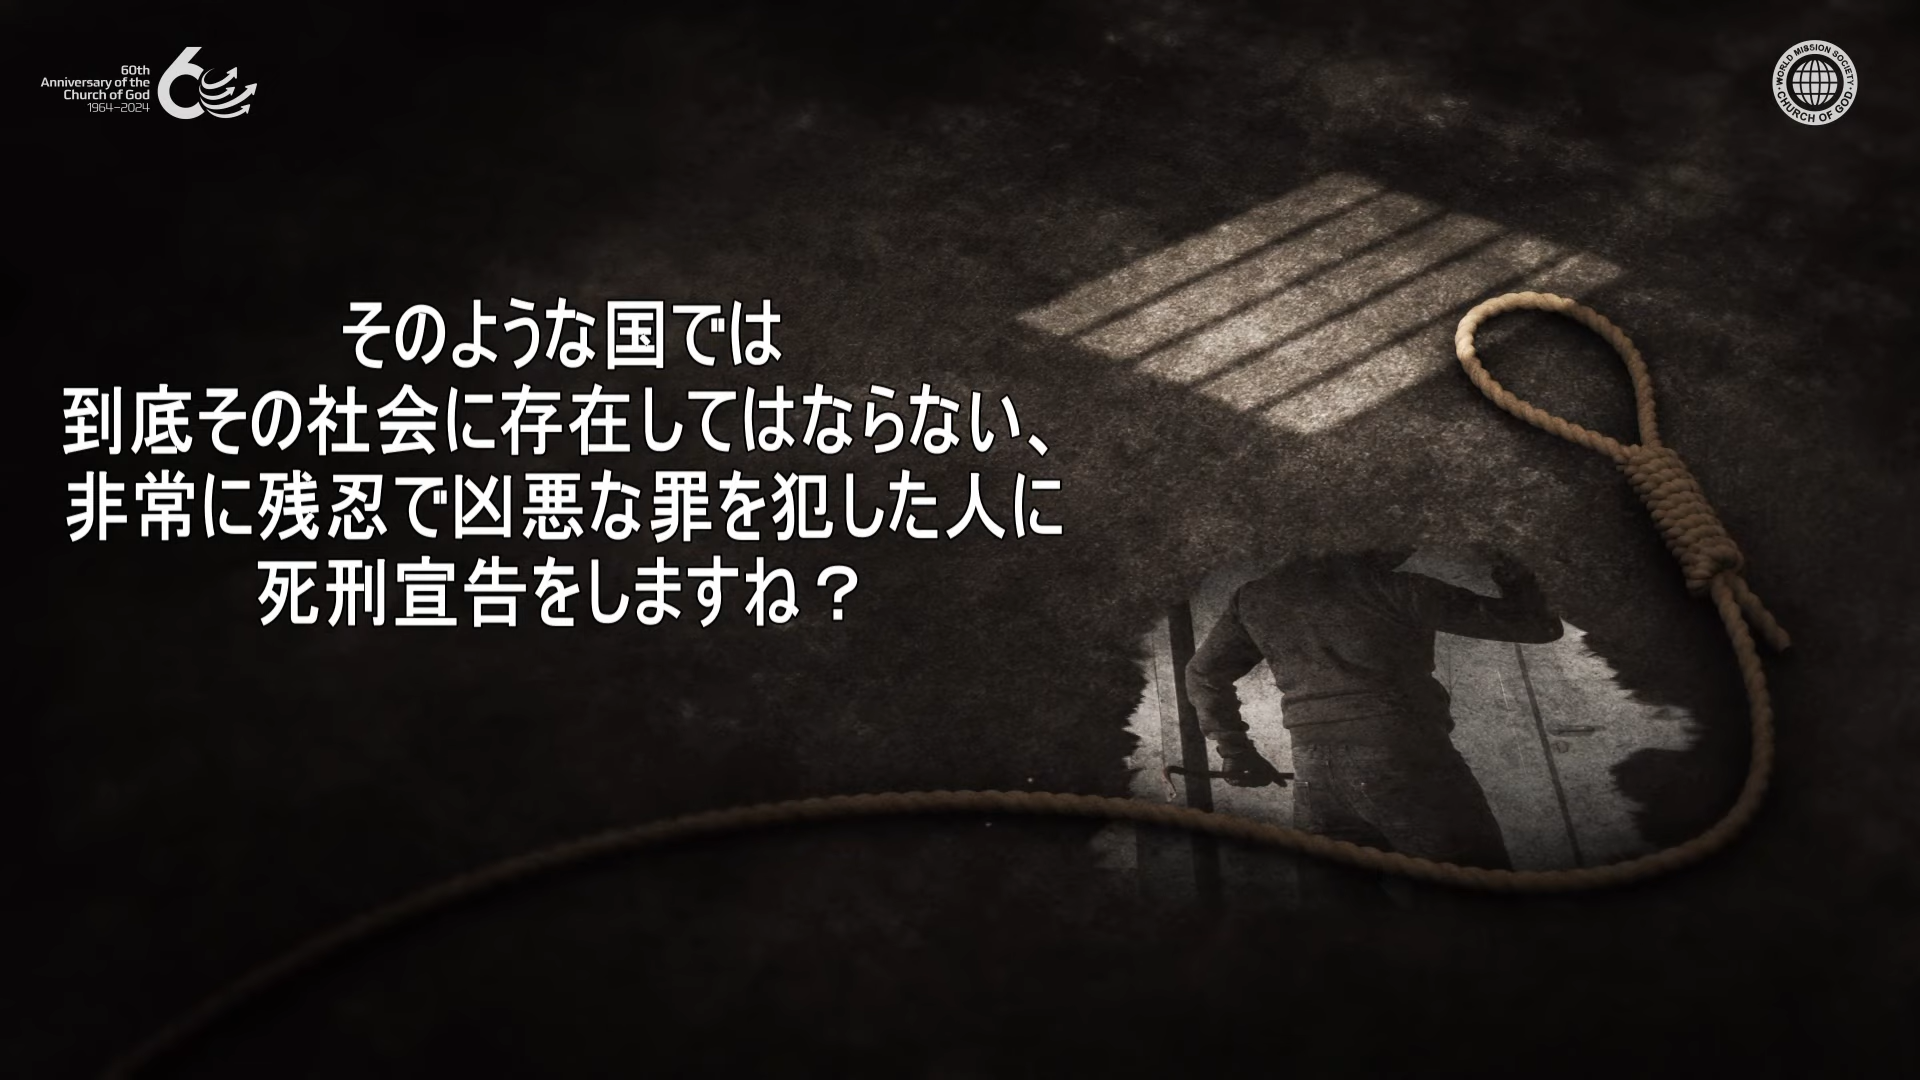 60th
Anniversary of the
Church of God
1964–2024
60
WORLD MISSION SOCIETY
CHURCH OF GOD
そのような国では
到底その社会に存在してはならない、
非常に残忍で凶悪な罪を犯した人に
死刑宣告をしますね？